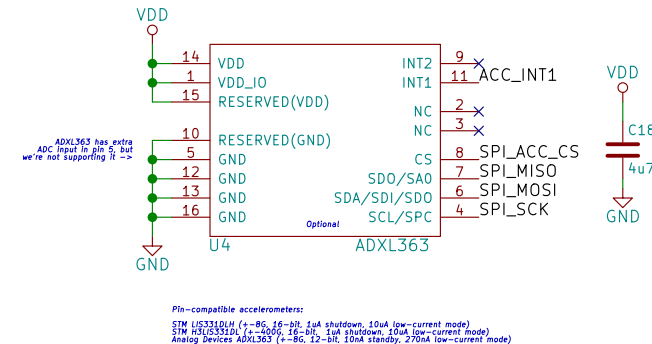 VDD
14 VDD INT2 9
1 VDD_IO INT1 11 ACC_INT1
15 RESERVED(VDD)
NC 2
NC 3
10 RESERVED(GND)
5 GND CS 8 SPI_ACC_CS
12 GND SDO/SA0 7 SPI_MISO
13 GND SDA/SDI/SDO 6 SPI_MOSI
16 GND SCL/SPC 4 SPI_SCK
Optional
U4 ADXL363
GND
ADXL363 has extra
ADC input in pin 5, but
we're not supporting it ->
VDD
C18
4u7
GND
Pin-compatible accelerometers:
STM LIS331DLH (+-8G, 16-bit, 1uA shutdown, 10uA low-current mode)
STM H3LIS331DL (+-400G, 16-bit, 1uA shutdown, 10uA low-current mode)
Analog Devices ADXL363 (+-8G, 12-bit, 10nA standby, 270nA low-current mode)